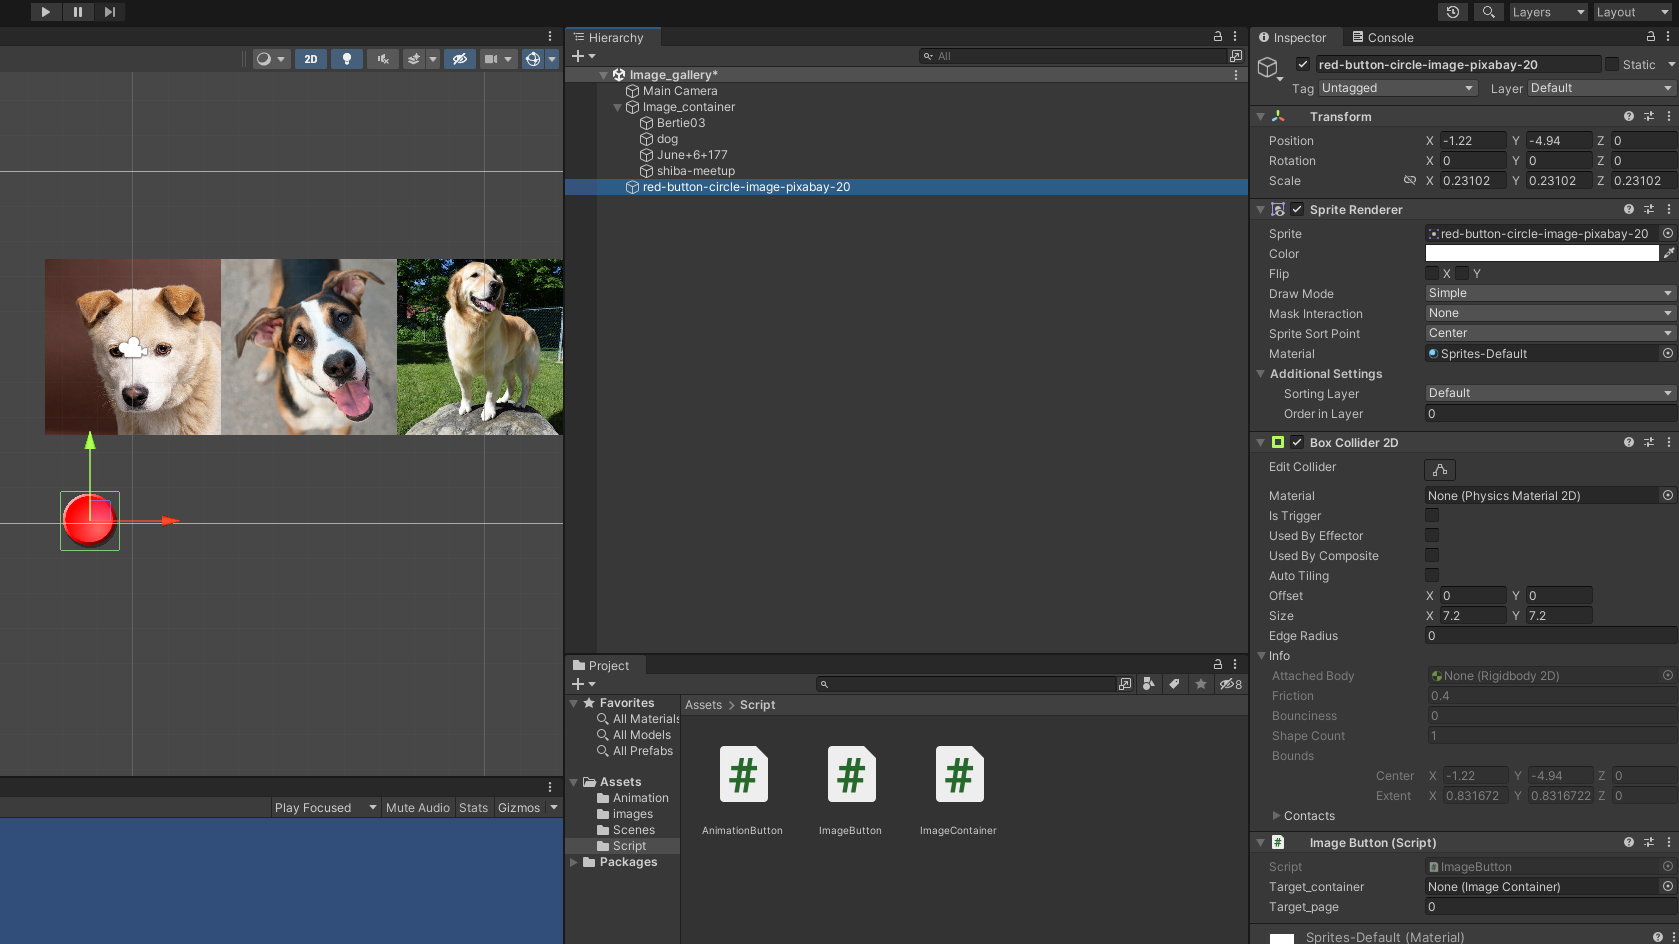 Layers
Layout
Hierarchy
Inspector
Console
2D
All
Image_gallery*
Main Camera
Image_container
Bertie03
dog
June+6+177
shiba-meetup
red-button-circle-image-pixabay-20
red-button-circle-image-pixabay-20
Static
Tag
Untagged
Layer
Default
Transform
Position
X -1.22 Y -4.94 Z 0
Rotation
X 0 Y 0 Z 0
Scale
X 0.23102 Y 0.23102 Z 0.23102
Sprite Renderer
Sprite
red-button-circle-image-pixabay-20
Color
Flip
X Y
Draw Mode
Simple
Mask Interaction
None
Sprite Sort Point
Center
Material
Sprites-Default
Additional Settings
Sorting Layer
Default
Order in Layer
0
Box Collider 2D
Edit Collider
Material
None (Physics Material 2D)
Is Trigger
Used By Effector
Used By Composite
Auto Tiling
Offset
X 0 Y 0
Size
X 7.2 Y 7.2
Edge Radius
0
Info
Attached Body
None (Rigidbody 2D)
Friction
0.4
Bounciness
0
Shape Count
1
Bounds
Center X -1.22 Y -4.94 Z 0
Extent X 0.831672 Y 0.8316722 Z 0
Contacts
Image Button (Script)
Script
ImageButton
Target_container
None (Image Container)
Target_page
0
Sprites-Default (Material)
Project
8
Favorites
All Materials
All Models
All Prefabs
Assets
Animation
images
Scenes
Script
Packages
Assets > Script
# # #
AnimationButton
ImageButton
ImageContainer
Play Focused
Mute Audio
Stats
Gizmos